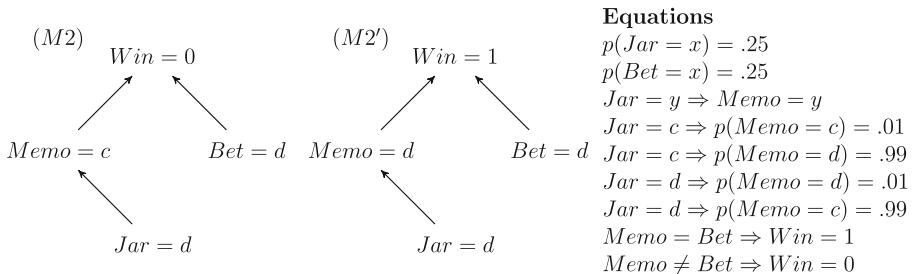 (M2)
Win = 0
Memo = c
Bet = d
Jar = d
(M2′)
Win = 1
Memo = d
Bet = d
Jar = d
Equations
p(Jar = x) = .25
p(Bet = x) = .25
Jar = y ⇒ Memo = y
Jar = c ⇒ p(Memo = c) = .01
Jar = c ⇒ p(Memo = d) = .99
Jar = d ⇒ p(Memo = d) = .01
Jar = d ⇒ p(Memo = c) = .99
Memo = Bet ⇒ Win = 1
Memo ≠ Bet ⇒ Win = 0